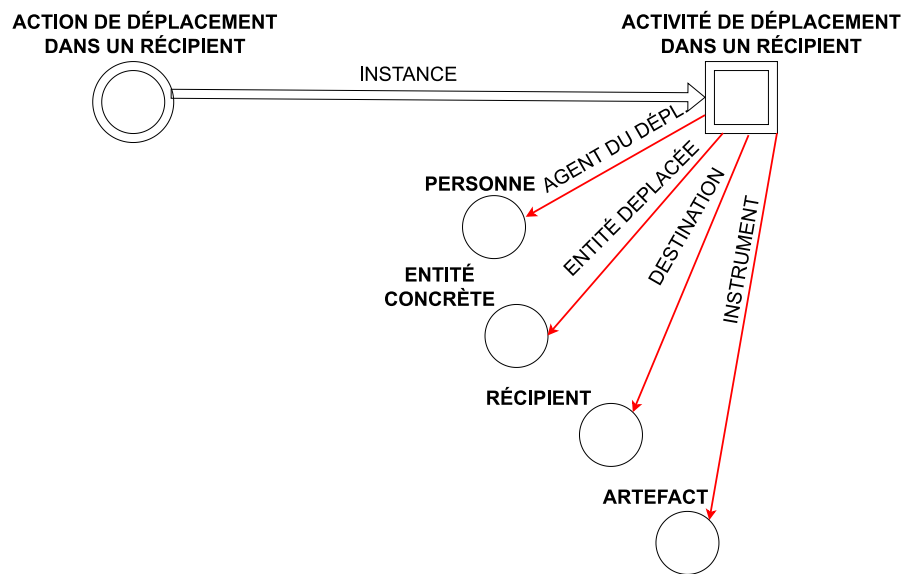 ACTION DE DÉPLACEMENT
DANS UN RÉCIPIENT
ACTIVITÉ DE DÉPLACEMENT
DANS UN RÉCIPIENT
INSTANCE
AGENT DU DÉPL.
PERSONNE
ENTITÉ DEPLACÉE
DESTINATION
INSTRUMENT
ENTITÉ
CONCRÈTE
RÉCIPIENT
ARTEFACT